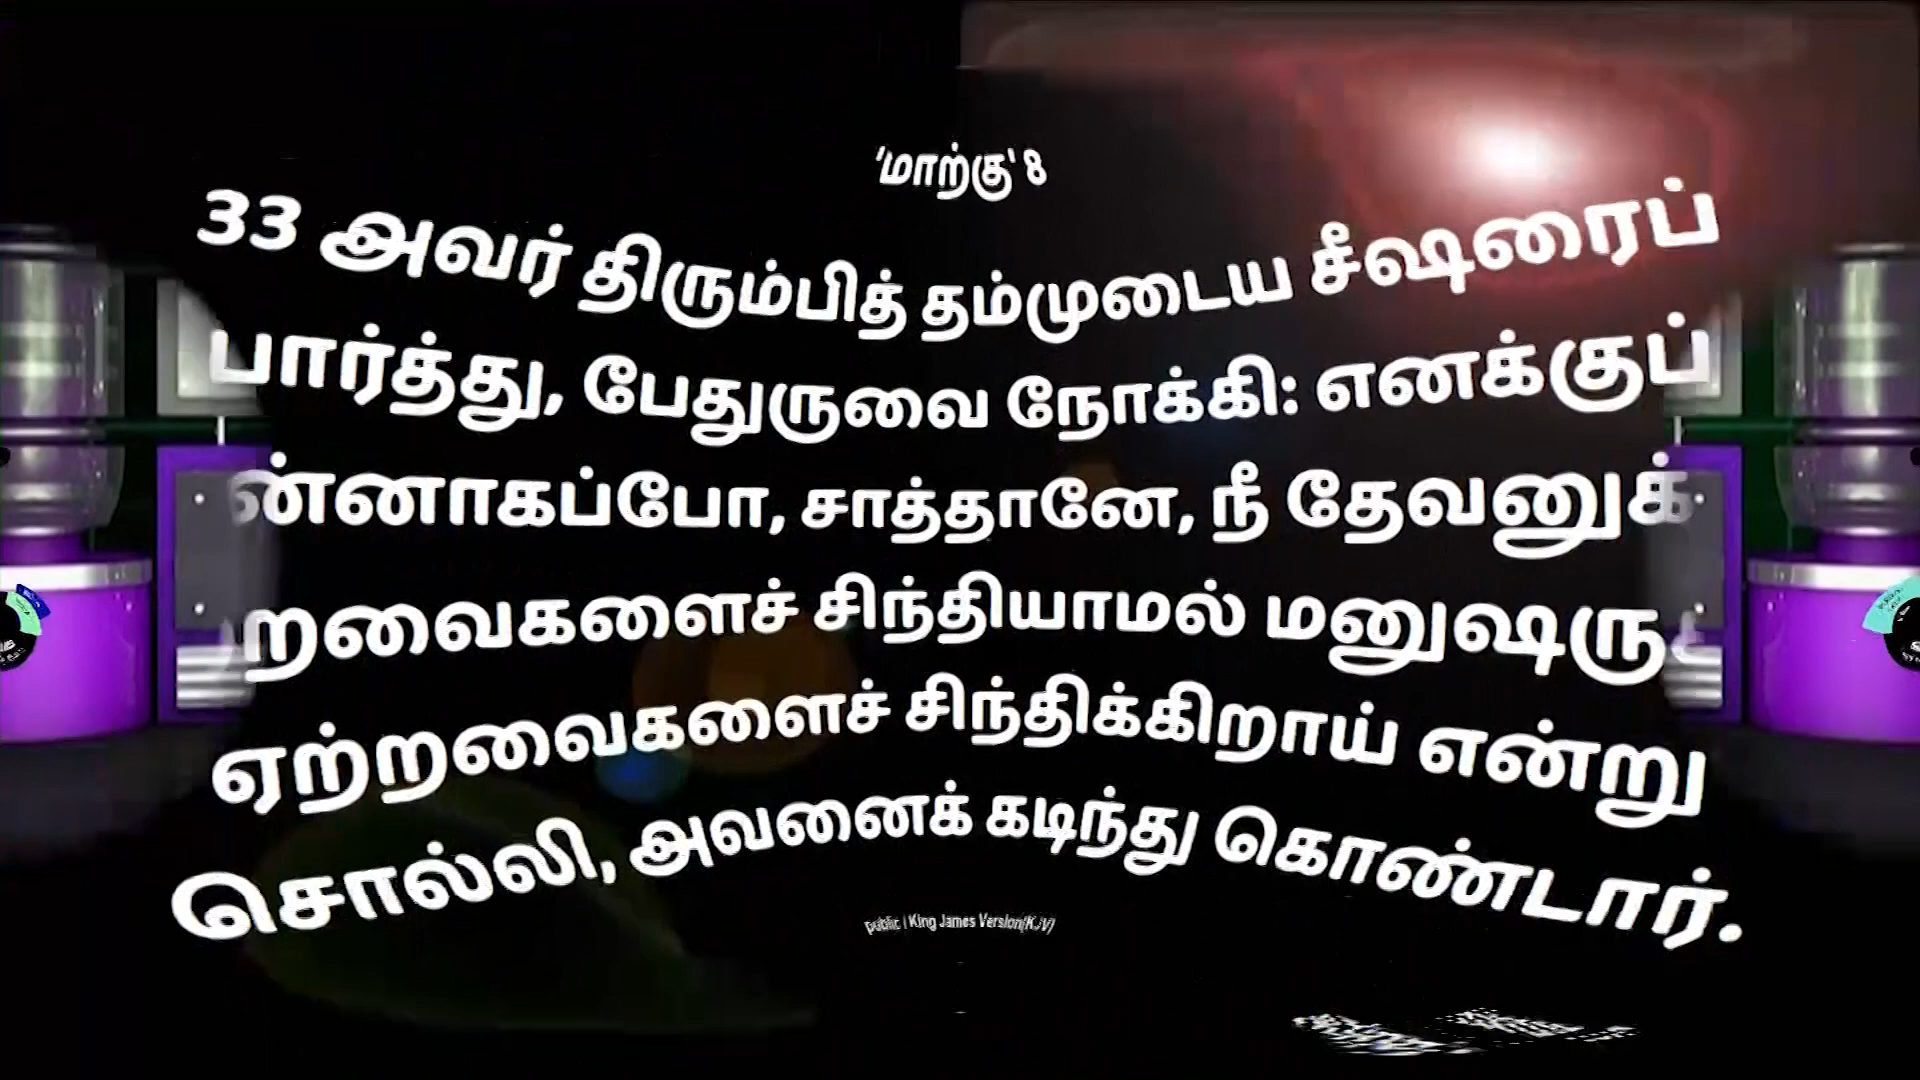 'மாற்கு' 8
33 அவர் திரும்பித் தம்முடைய சீஷரைப்
பார்த்து, பேதுருவை நோக்கி: எனக்குப்
ன்னாகப்போ, சாத்தானே, நீ தேவனுக்
றவைகளைச் சிந்தியாமல் மனுஷரு
ஏற்றவைகளைச் சிந்திக்கிறாய் என்று
சொல்லி, அவனைக் கடிந்து கொண்டார்.
public | King James Version(KJV)